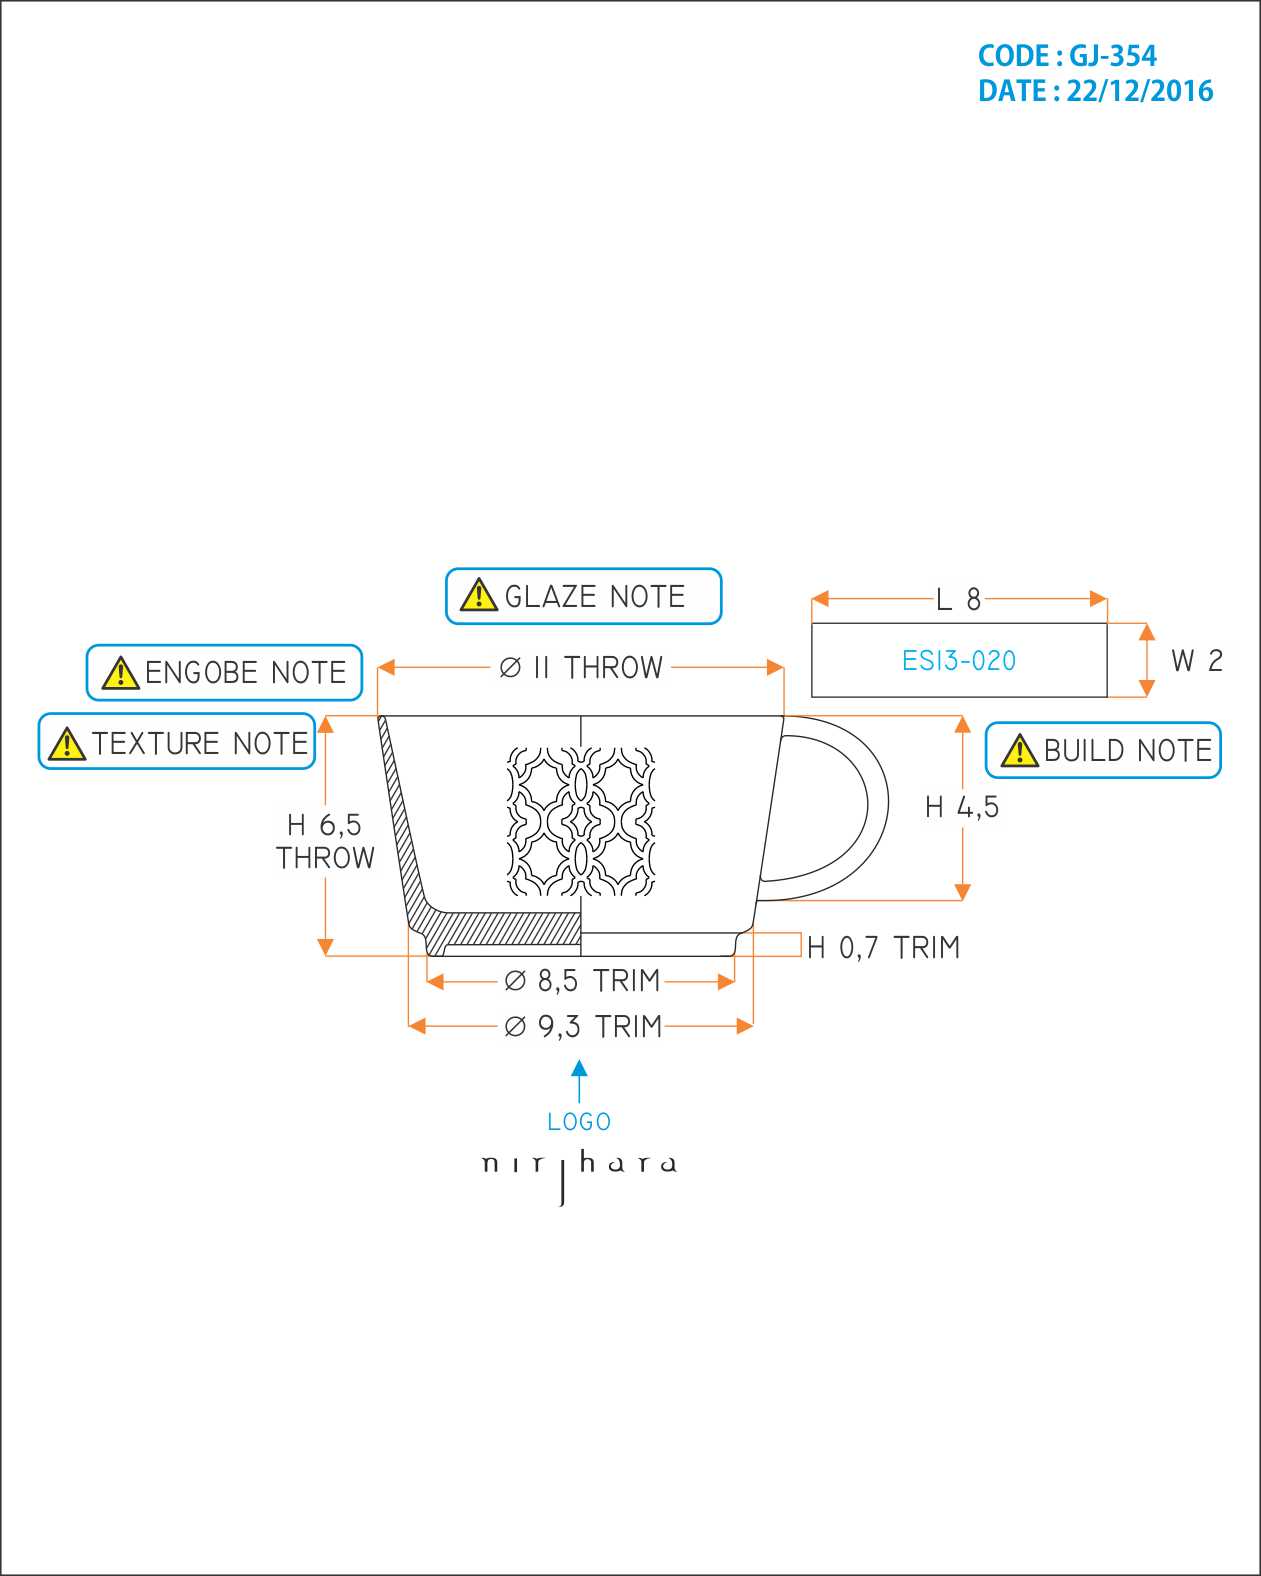 CODE : GJ-354
DATE : 22/12/2016
GLAZE NOTE
L 8
ENGOBE NOTE
Ø 11 THROW
ES13-020
W 2
TEXTURE NOTE
BUILD NOTE
H 6,5
THROW
H 4,5
H 0,7 TRIM
Ø 8,5 TRIM
Ø 9,3 TRIM
LOGO
nirjhara